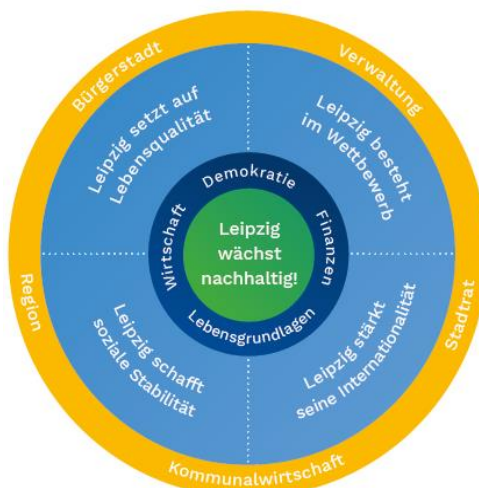 Bürgerstadt
Verwaltung
Leipzig setzt auf
Lebensqualität
Leipzig besteht
im Wettbewerb
Demokratie
Wirtschaft
Finanzen
Leipzig
wächst
nachhaltig!
Lebensgrundlagen
Region
Stadtrat
Leipzig schafft
soziale Stabilität
Leipzig stärkt
seine Internationalität
Kommunalwirtschaft